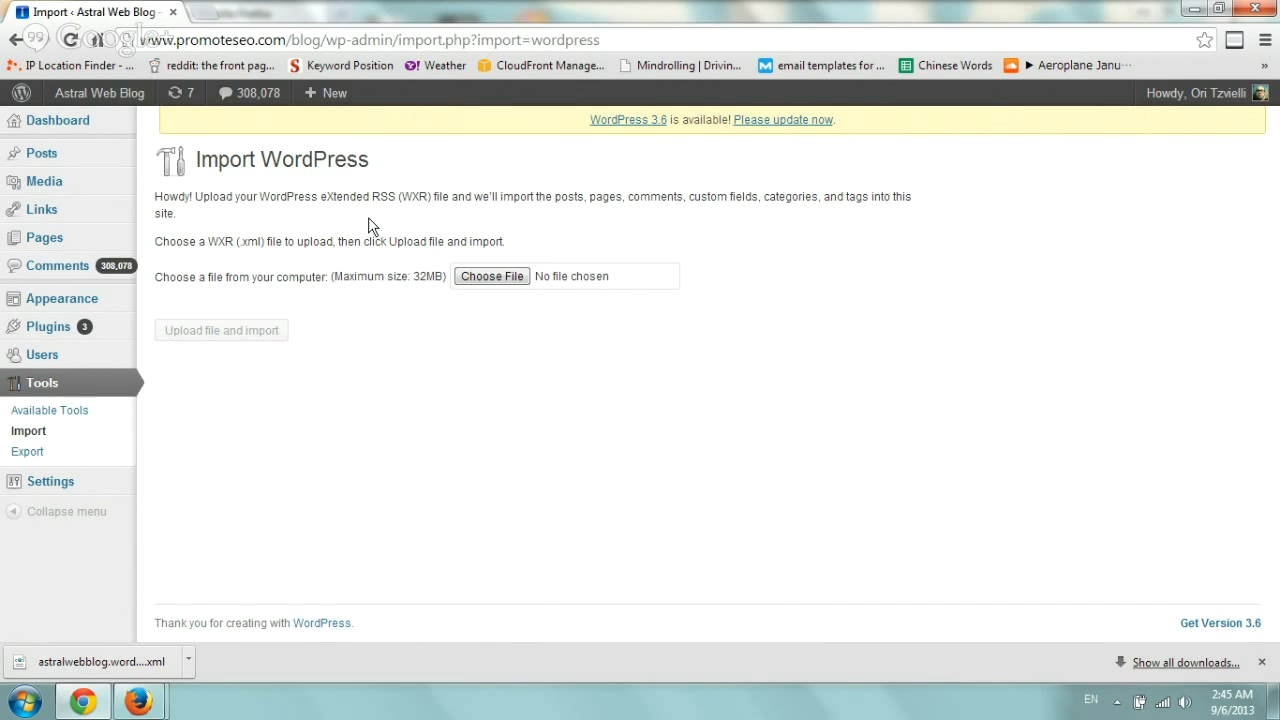 Import ‹ Astral Web Blog -
Google+
www.promoteseo.com/blog/wp-admin/import.php?import=wordpress
IP Location Finder - ...
reddit: the front pag...
Keyword Position
Weather
CloudFront Manage...
Mindrolling | Drivin...
email templates for ...
Chinese Words
Aeroplane Janu...
»
Astral Web Blog
7
308,078
+ New
Howdy, Ori Tzvielli
WordPress 3.6 is available! Please update now.
Dashboard
Posts
Media
Links
Pages
Comments 308,078
Appearance
Plugins 3
Users
Tools
Available Tools
Import
Export
Settings
Collapse menu
Import WordPress
Howdy! Upload your WordPress eXtended RSS (WXR) file and we'll import the posts, pages, comments, custom fields, categories, and tags into this
site.
Choose a WXR (.xml) file to upload, then click Upload file and import.
Choose a file from your computer: (Maximum size: 32MB) Choose File No file chosen
Upload file and import
Thank you for creating with WordPress.
Get Version 3.6
astralwebblog.word....xml
Show all downloads...
EN
2:45 AM
9/6/2013